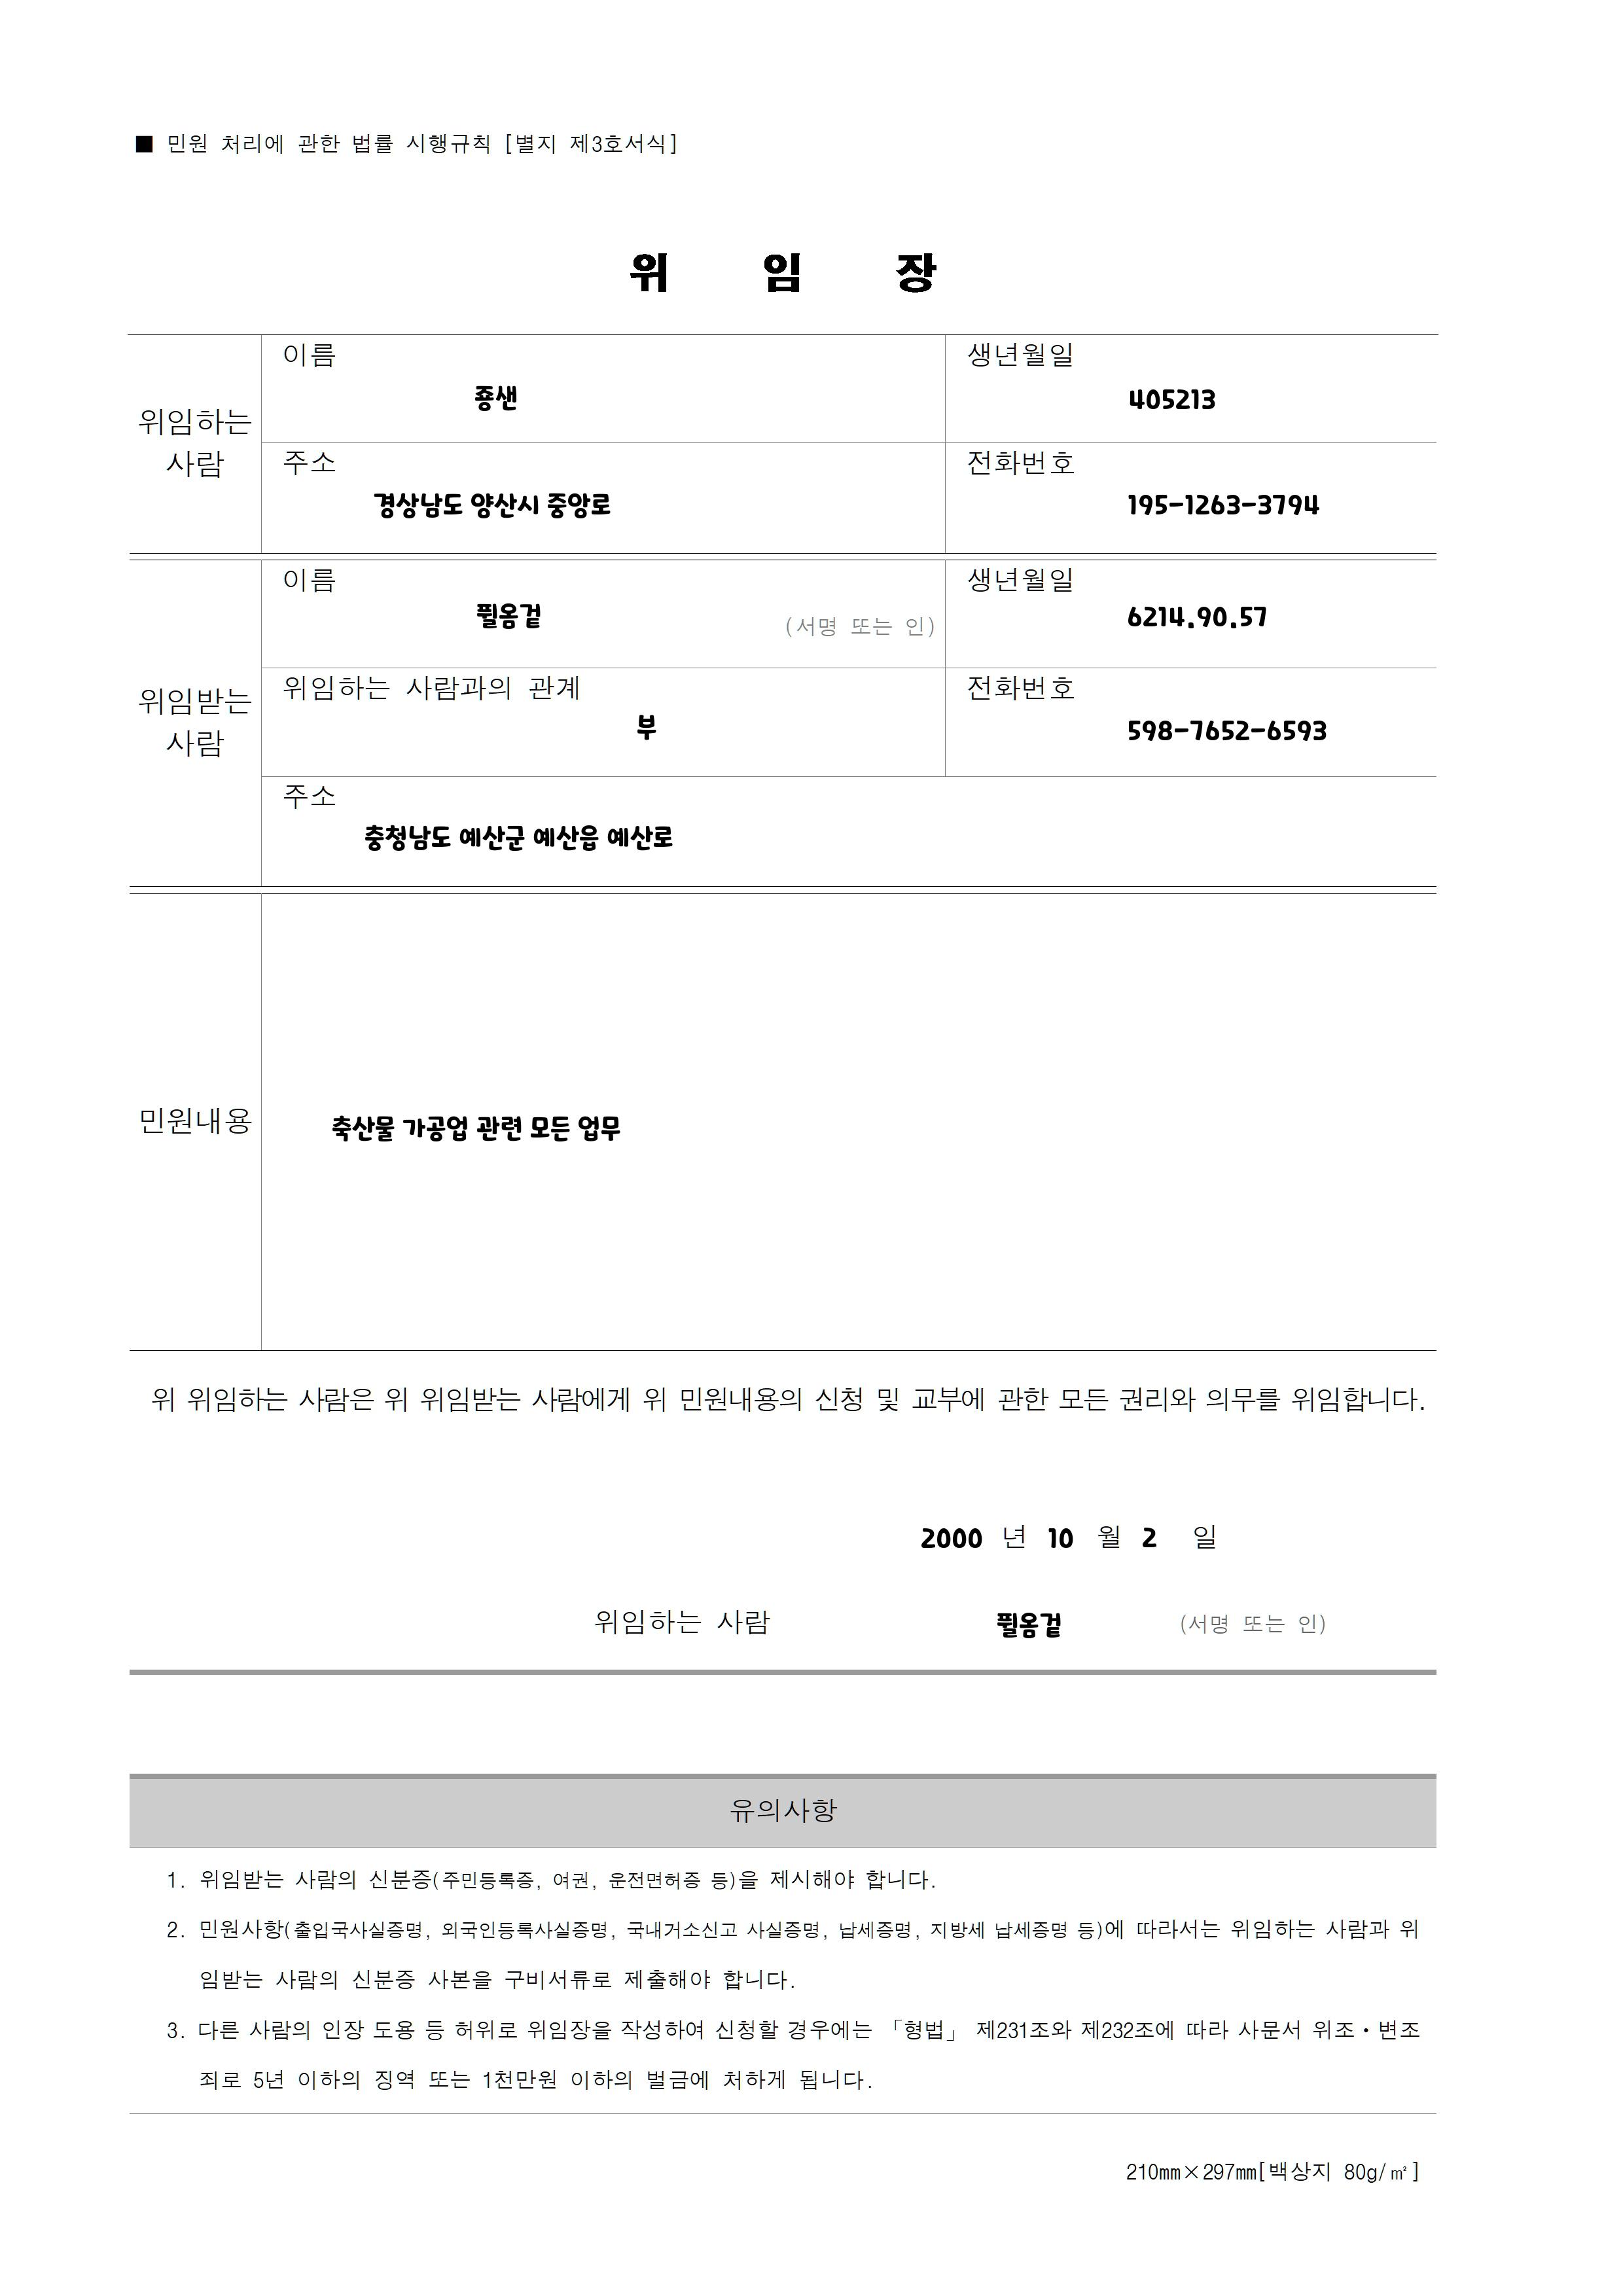 ■ 민원 처리에 관한 법률 시행규칙 [별지 제3호서식]
위 임 장
위임하는 사람
이름
죵샌
생년월일
405213
주소
경상남도 양산시 중앙로
전화번호
195-1263-3794
위임받는 사람
이름
퓔옴겉
(서명 또는 인)
생년월일
6214.90.57
위임하는 사람과의 관계
부
전화번호
598-7652-6593
주소
충청남도 예산군 예산읍 예산로
민원내용
축산물 가공업 관련 모든 업무
위 위임하는 사람은 위 위임받는 사람에게 위 민원내용의 신청 및 교부에 관한 모든 권리와 의무를 위임합니다.
2000 년 10 월 2 일
위임하는 사람 퓔옴겉 (서명 또는 인)
유의사항
1. 위임받는 사람의 신분증(주민등록증, 여권, 운전면허증 등)을 제시해야 합니다.
2. 민원사항(출입국사실증명, 외국인등록사실증명, 국내거소신고 사실증명, 납세증명, 지방세 납세증명 등)에 따라서는 위임하는 사람과 위
임받는 사람의 신분증 사본을 구비서류로 제출해야 합니다.
3. 다른 사람의 인장 도용 등 허위로 위임장을 작성하여 신청할 경우에는 「형법」 제231조와 제232조에 따라 사문서 위조·변조
죄로 5년 이하의 징역 또는 1천만원 이하의 벌금에 처하게 됩니다.
210㎜×297㎜[백상지 80g/㎡]